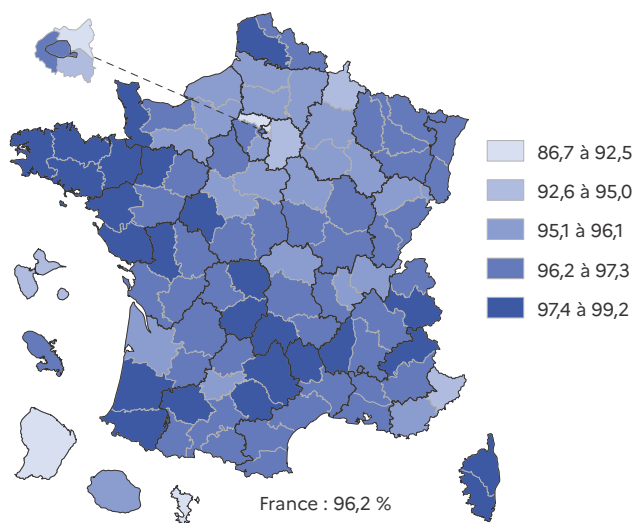 86,7 à 92,5
92,6 à 95,0
95,1 à 96,1
96,2 à 97,3
97,4 à 99,2
France : 96,2 %